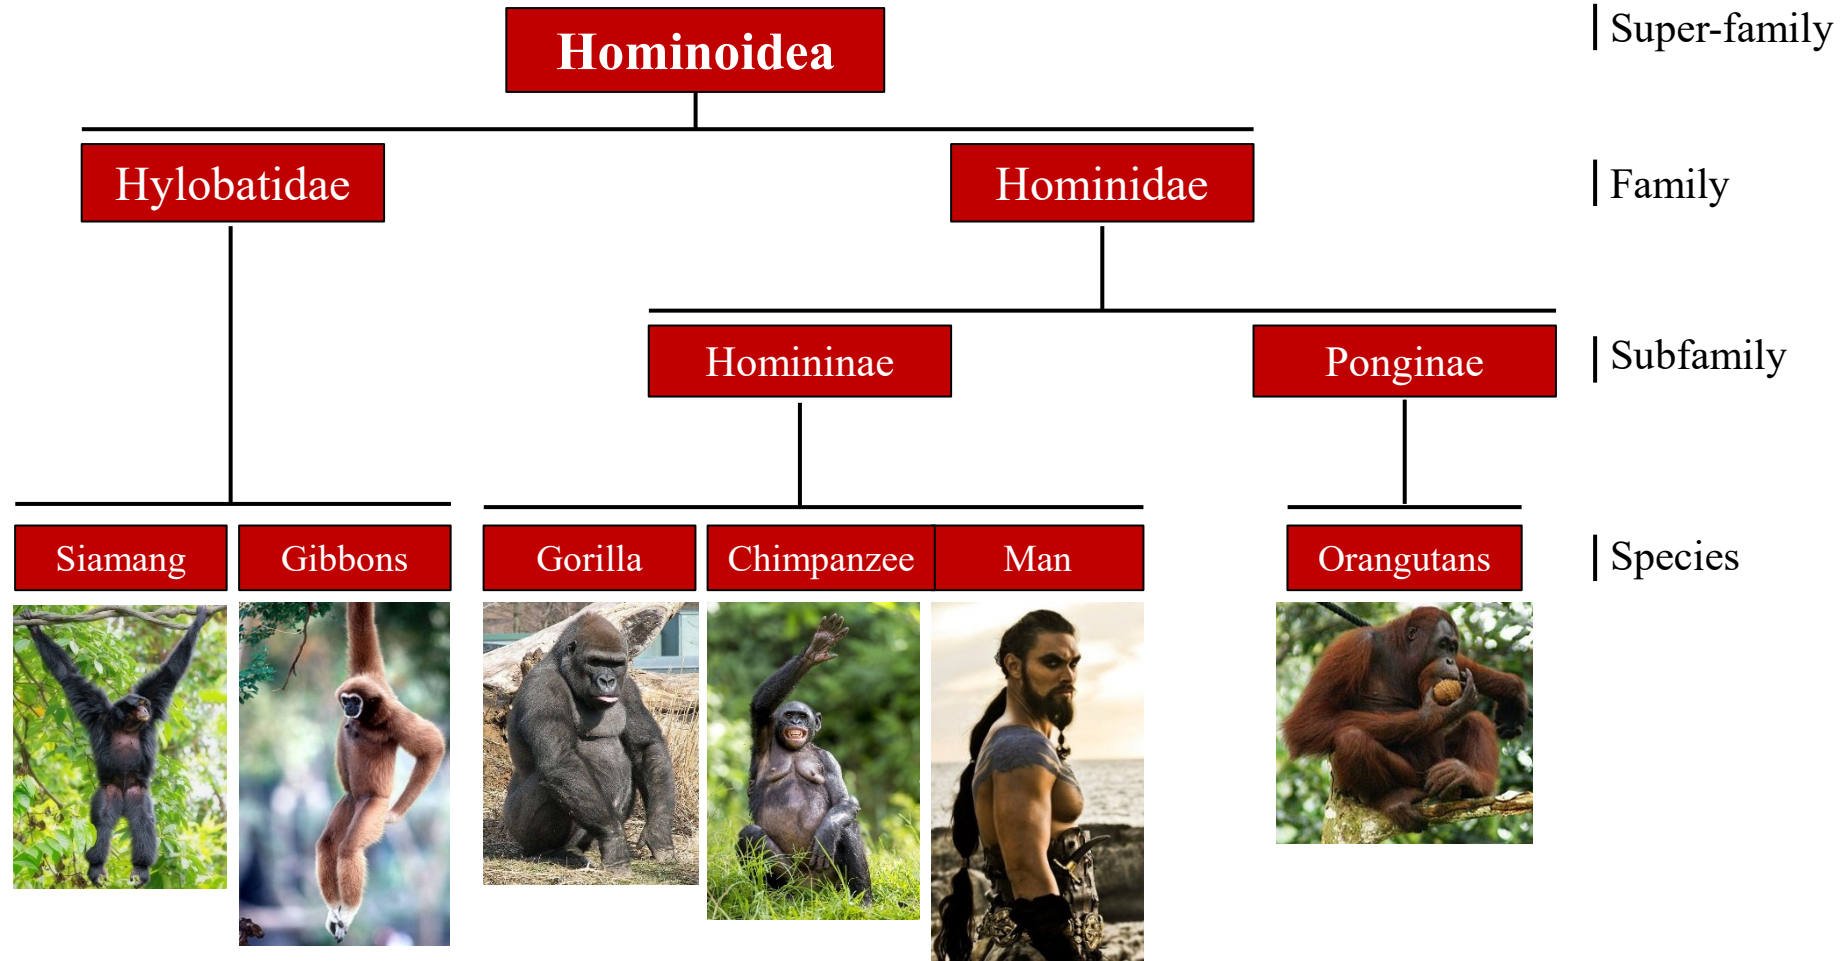 Hominoidea
| Super-family
Hylobatidae
Hominidae
| Family
Homininae
Ponginae
| Subfamily
Siamang
Gibbons
Gorilla
Chimpanzee
Man
Orangutans
| Species